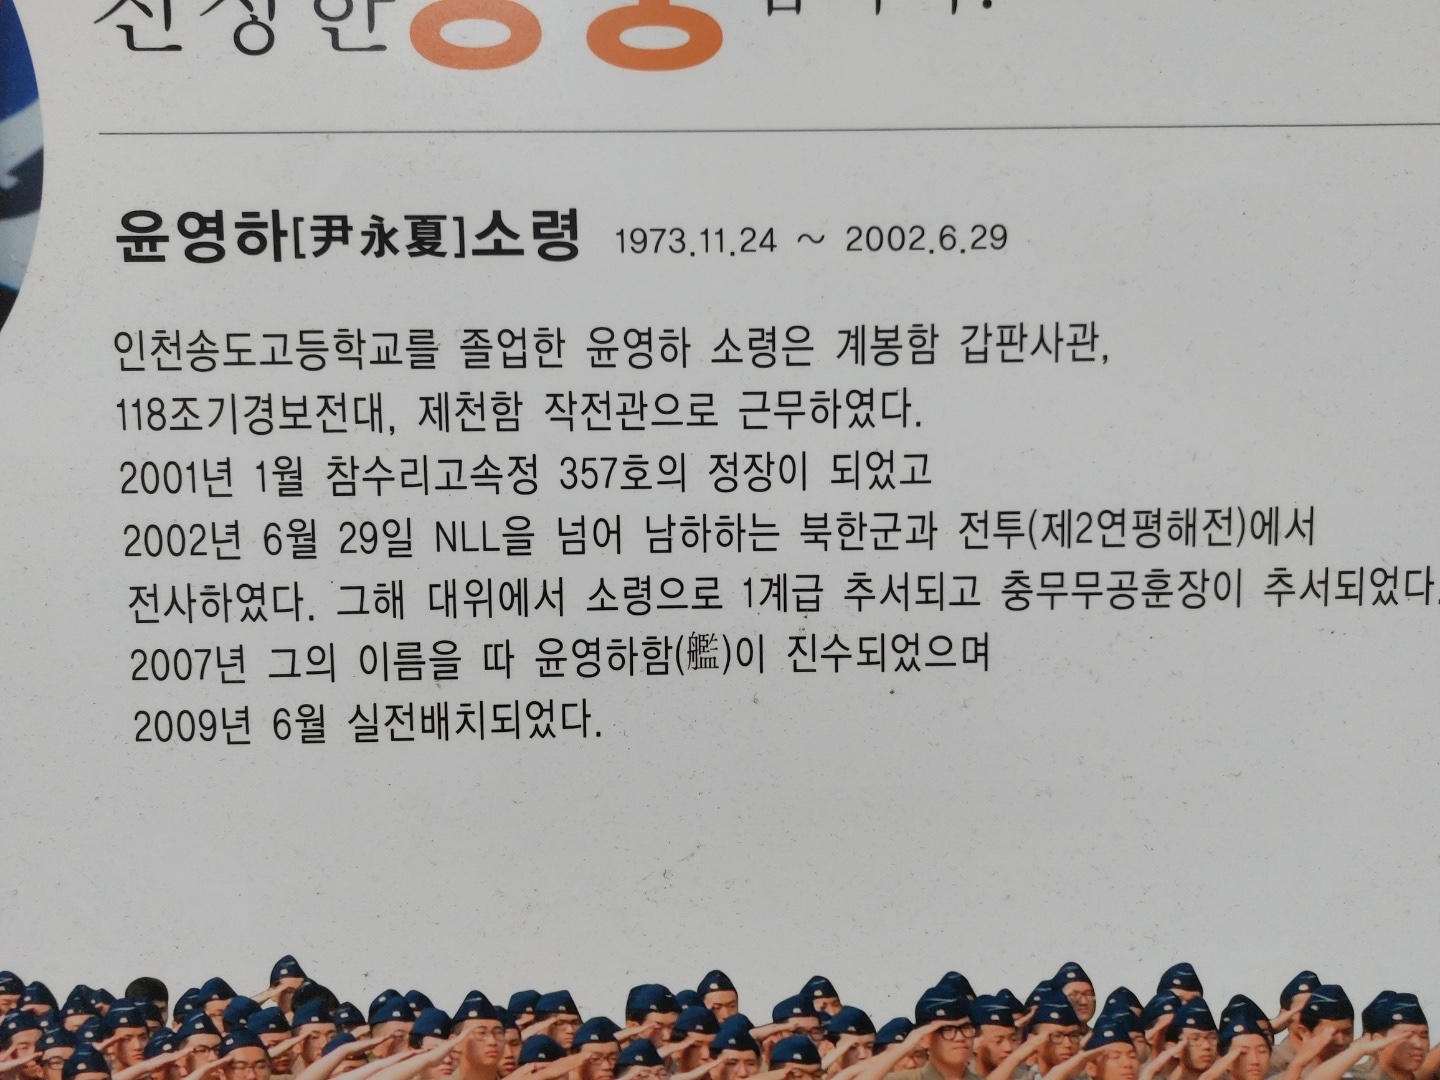 윤영하[尹永夏]소령 1973.11.24 ～ 2002.6.29
인천송도고등학교를 졸업한 윤영하 소령은 계봉함 갑판사관,
118조기경보전대, 제천함 작전관으로 근무하였다.
2001년 1월 참수리고속정 357호의 정장이 되었고
2002년 6월 29일 NLL을 넘어 남하하는 북한군과 전투(제2연평해전)에서
전사하였다. 그해 대위에서 소령으로 1계급 추서되고 충무무공훈장이 추서되었다.
2007년 그의 이름을 따 윤영하함(艦)이 진수되었으며
2009년 6월 실전배치되었다.